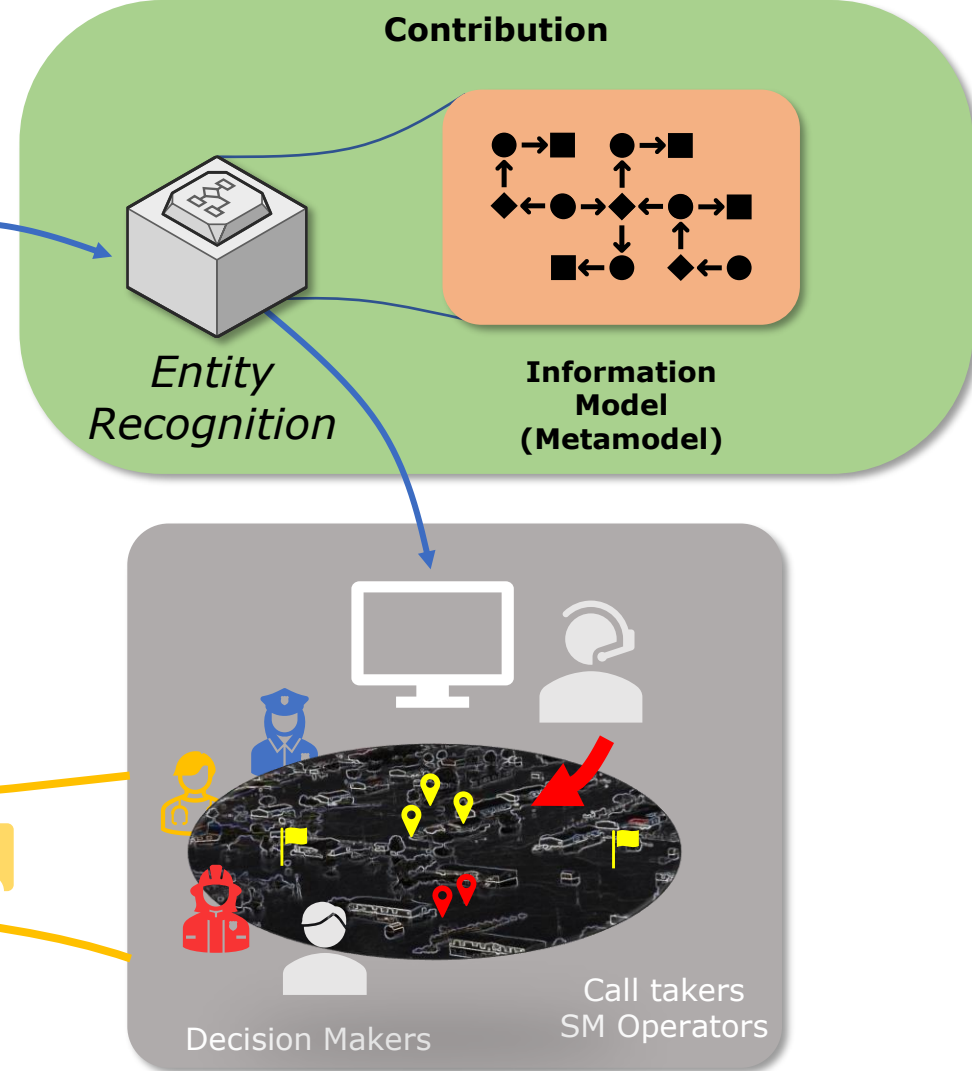 Contribution
Entity
Recognition
Information
Model
(Metamodel)
Call takers
SM Operators
Decision Makers